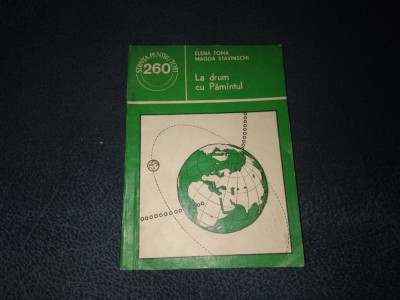 ȘTIINȚA PENTRU TOȚI
260
ELENA TOMA
MAGDA STAVINSCHI
La drum
cu Pămîntul